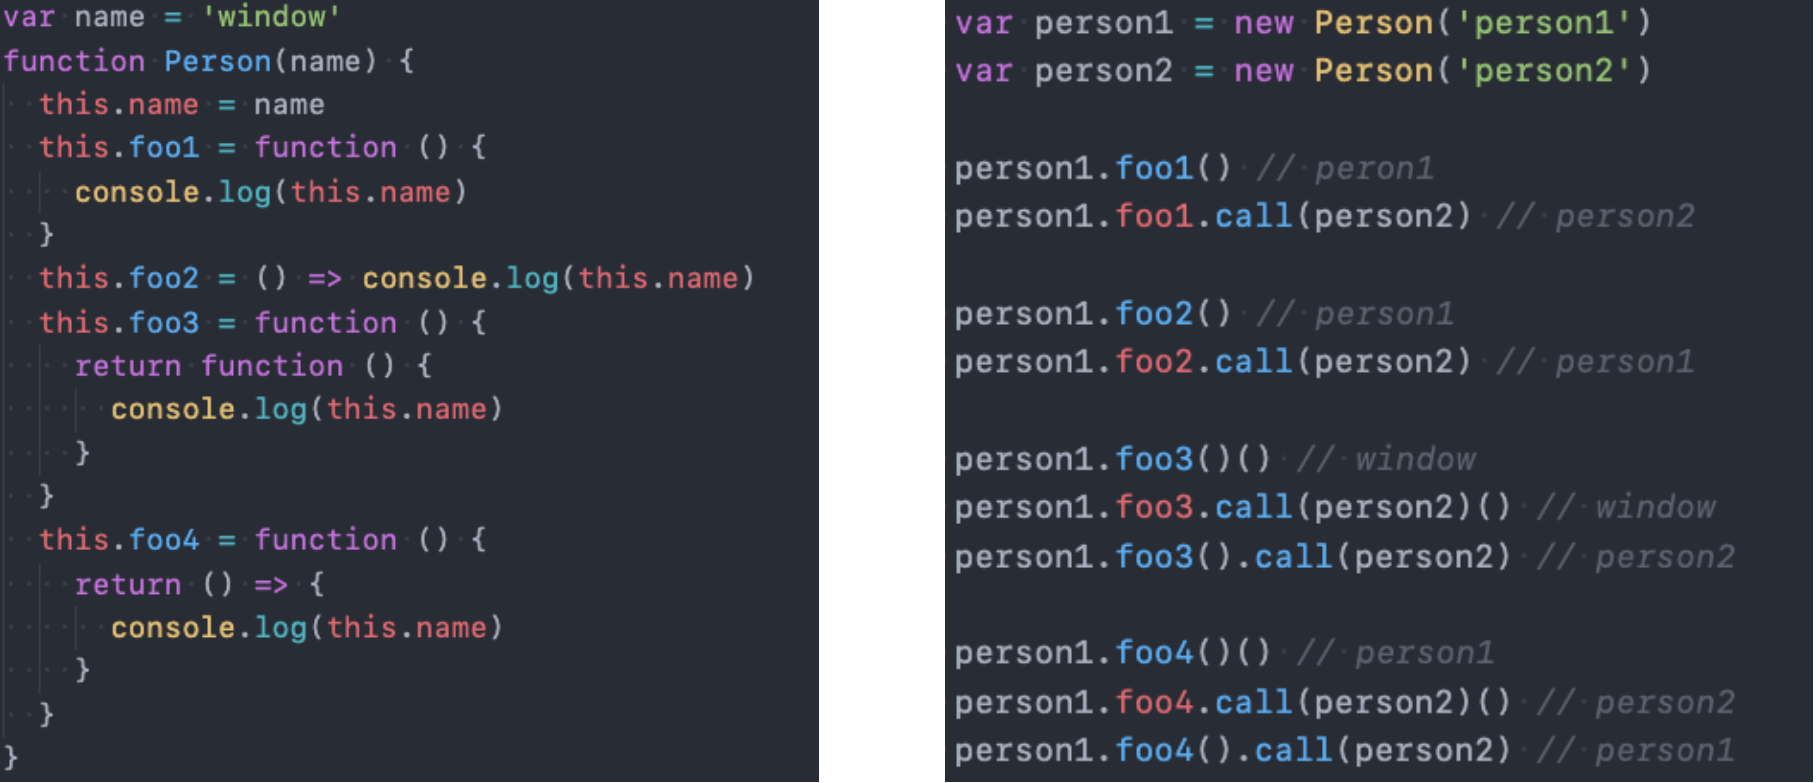 var name = 'window'
function Person(name) {
  this.name = name
  this.foo1 = function () {
    console.log(this.name)
  }
  this.foo2 = () => console.log(this.name)
  this.foo3 = function () {
    return function () {
      console.log(this.name)
    }
  }
  this.foo4 = function () {
    return () => {
      console.log(this.name)
    }
  }
}
var person1 = new Person('person1')
var person2 = new Person('person2')
person1.foo1() // peron1
person1.foo1.call(person2) // person2
person1.foo2() // person1
person1.foo2.call(person2) // person1
person1.foo3()() // window
person1.foo3.call(person2)() // window
person1.foo3().call(person2) // person2
person1.foo4()() // person1
person1.foo4.call(person2)() // person2
person1.foo4().call(person2) // person1